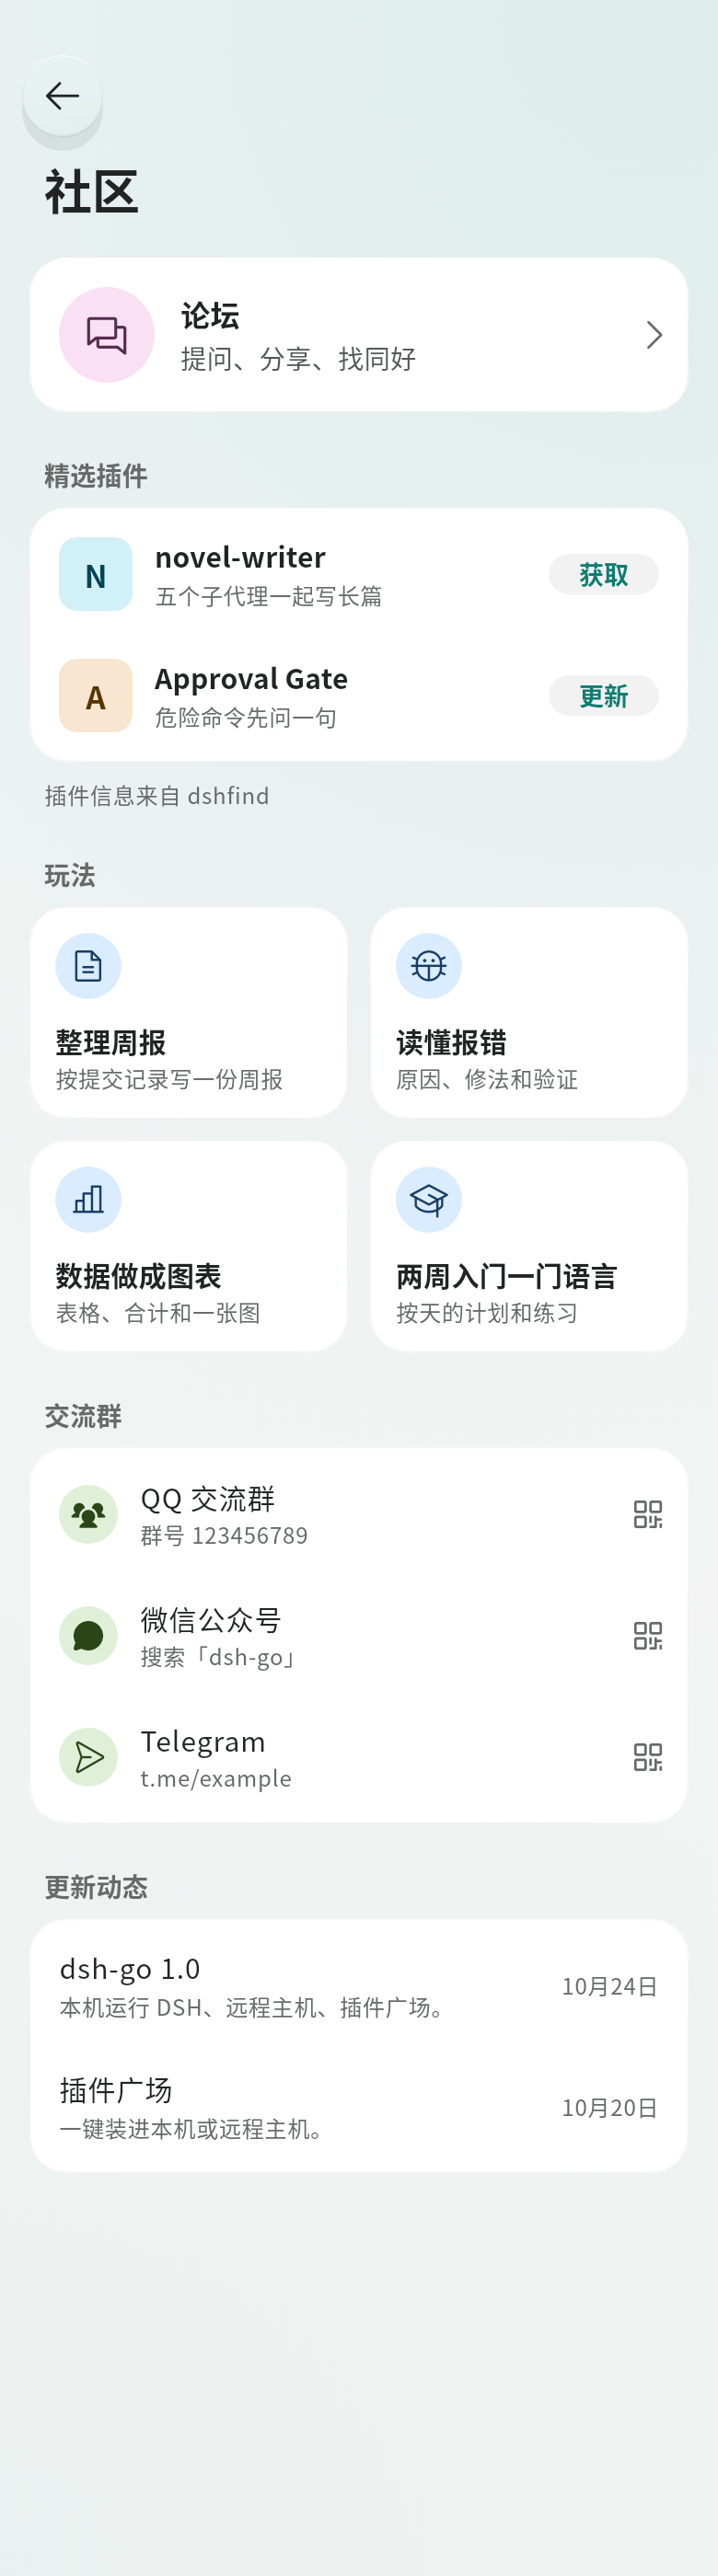 社区
论坛
提问、分享、找同好
精选插件
N
novel-writer
五个子代理一起写长篇
获取
A
Approval Gate
危险命令先问一句
更新
插件信息来自 dshfind
玩法
整理周报
按提交记录写一份周报
读懂报错
原因、修法和验证
数据做成图表
表格、合计和一张图
两周入门一门语言
按天的计划和练习
交流群
QQ 交流群
群号 123456789
微信公众号
搜索「dsh-go」
Telegram
t.me/example
更新动态
dsh-go 1.0
本机运行 DSH、远程主机、插件广场。
10月24日
插件广场
一键装进本机或远程主机。
10月20日